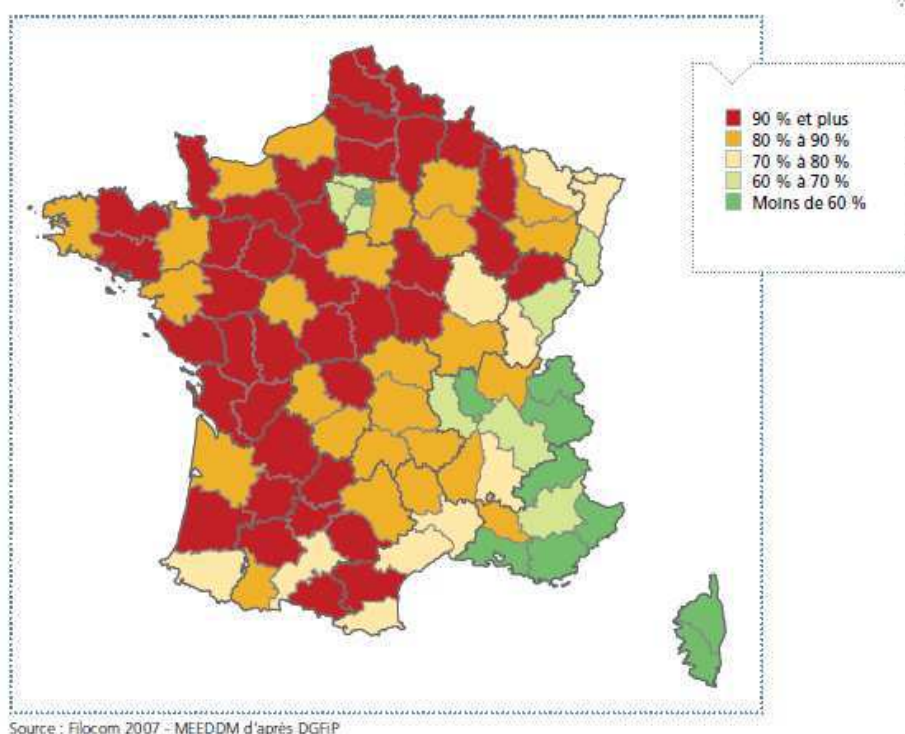 90 % et plus
80 % à 90 %
70 % à 80 %
60 % à 70 %
Moins de 60 %
Source : Filocom 2007 - MEEDDM d'après DGFiP